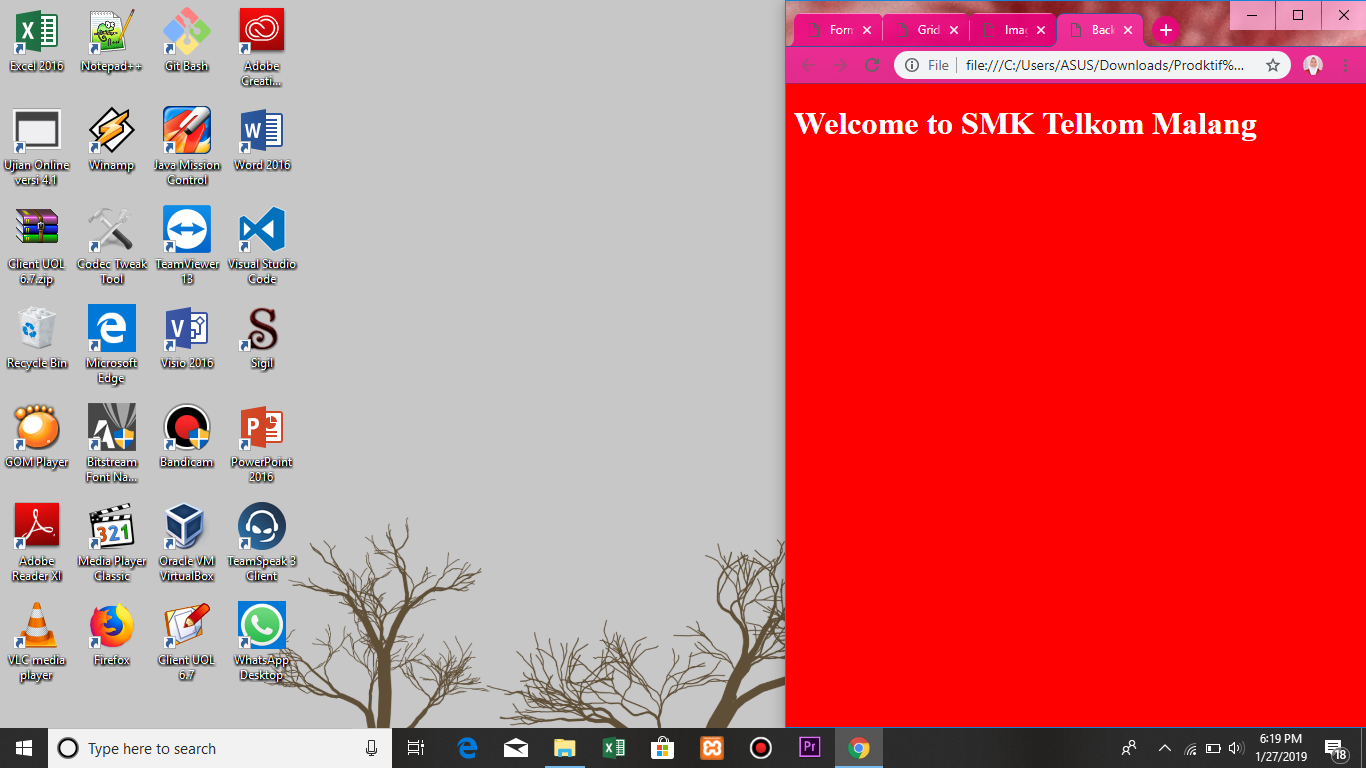 Excel 2016
Notepad++
Git Bash
Adobe
Creati...
Ujian Online
versi 4.1
Winamp
Java Mission
Control
Word 2016
Client UOL
6.7.zip
Codec Tweak
Tool
TeamViewer
13
Visual Studio
Code
Recycle Bin
Microsoft
Edge
Visio 2016
Sigil
GOM Player
Bitstream
Font Na...
Bandicam
PowerPoint
2016
Adobe
Reader XI
321
Media Player
Classic
Oracle VM
VirtualBox
TeamSpeak 3
Client
VLC media
player
Firefox
Client UOL
6.7
WhatsApp
Desktop
Form
Grid
Imag
Back
File
file:///C:/Users/ASUS/Downloads/Prodktif%...
Welcome to SMK Telkom Malang
Type here to search
Pr
6:19 PM
1/27/2019
18